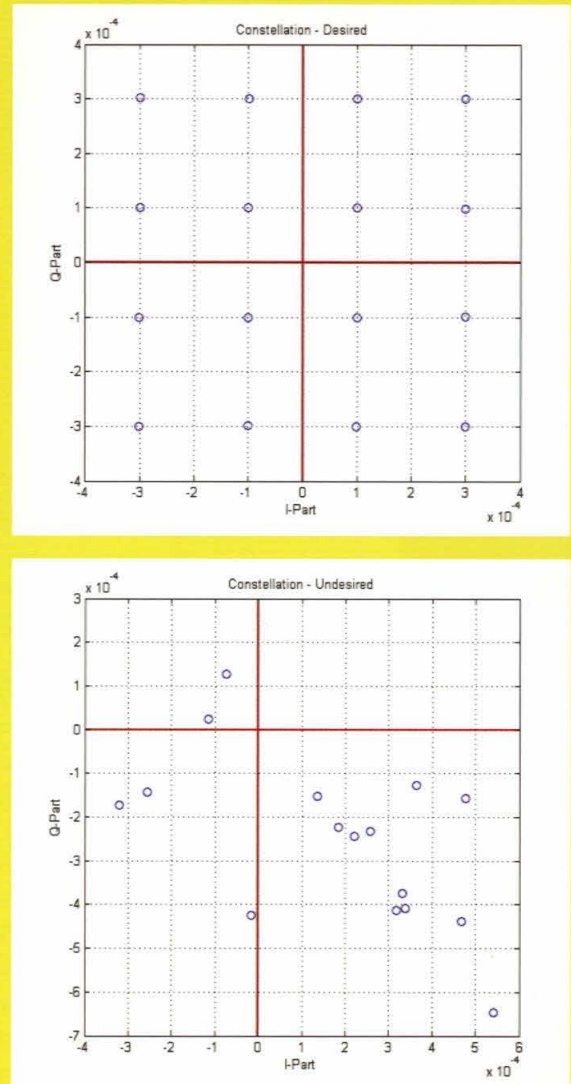 x 10^-4
Constellation - Desired
4
3
2
1
0
-1
-2
-3
-4
Q-Part
-4 -3 -2 -1 0 1 2 3 4
I-Part
x 10^-4
x 10^-4
Constellation - Undesired
3
2
1
0
-1
-2
-3
-4
-5
-6
-7
Q-Part
-4 -3 -2 -1 0 1 2 3 4 5 6
I-Part
x 10^-4